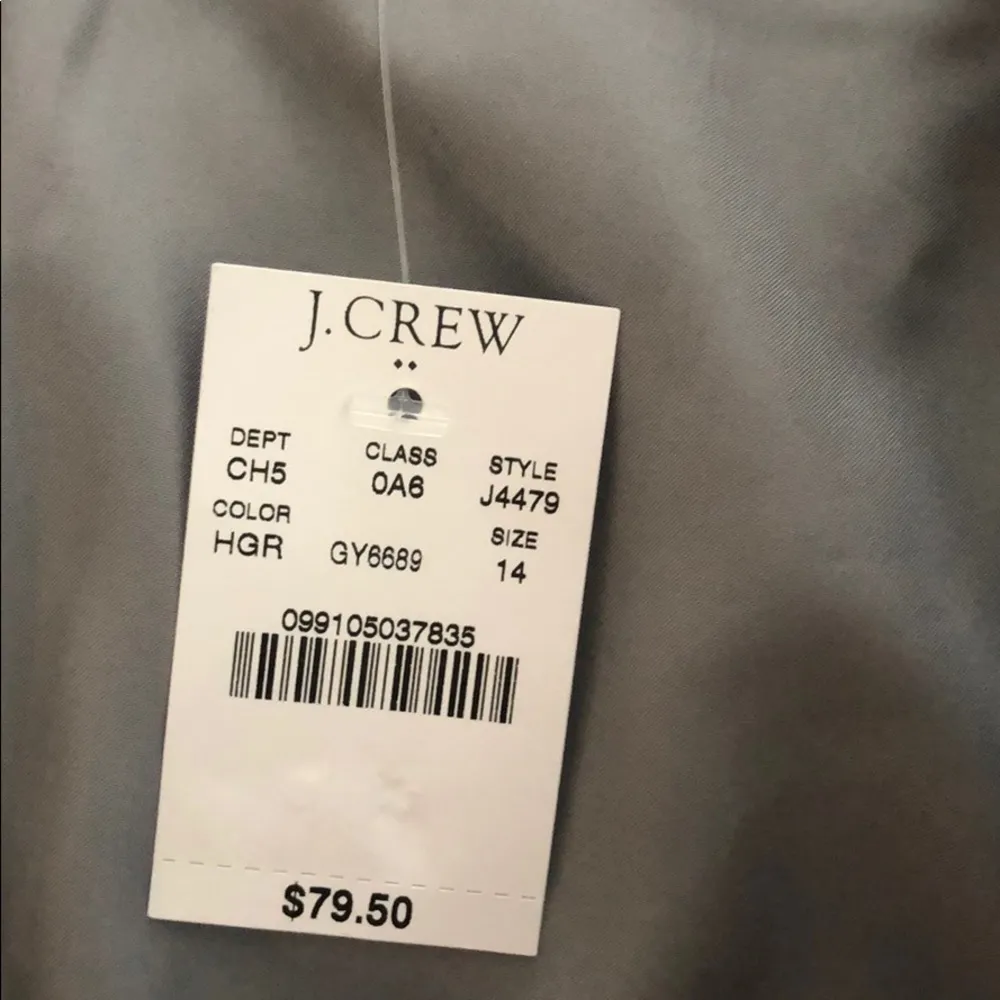 J.CREW
DEPT CLASS STYLE
CH5 0A6 J4479
COLOR SIZE
HGR GY6689 14
099105037835
$79.50